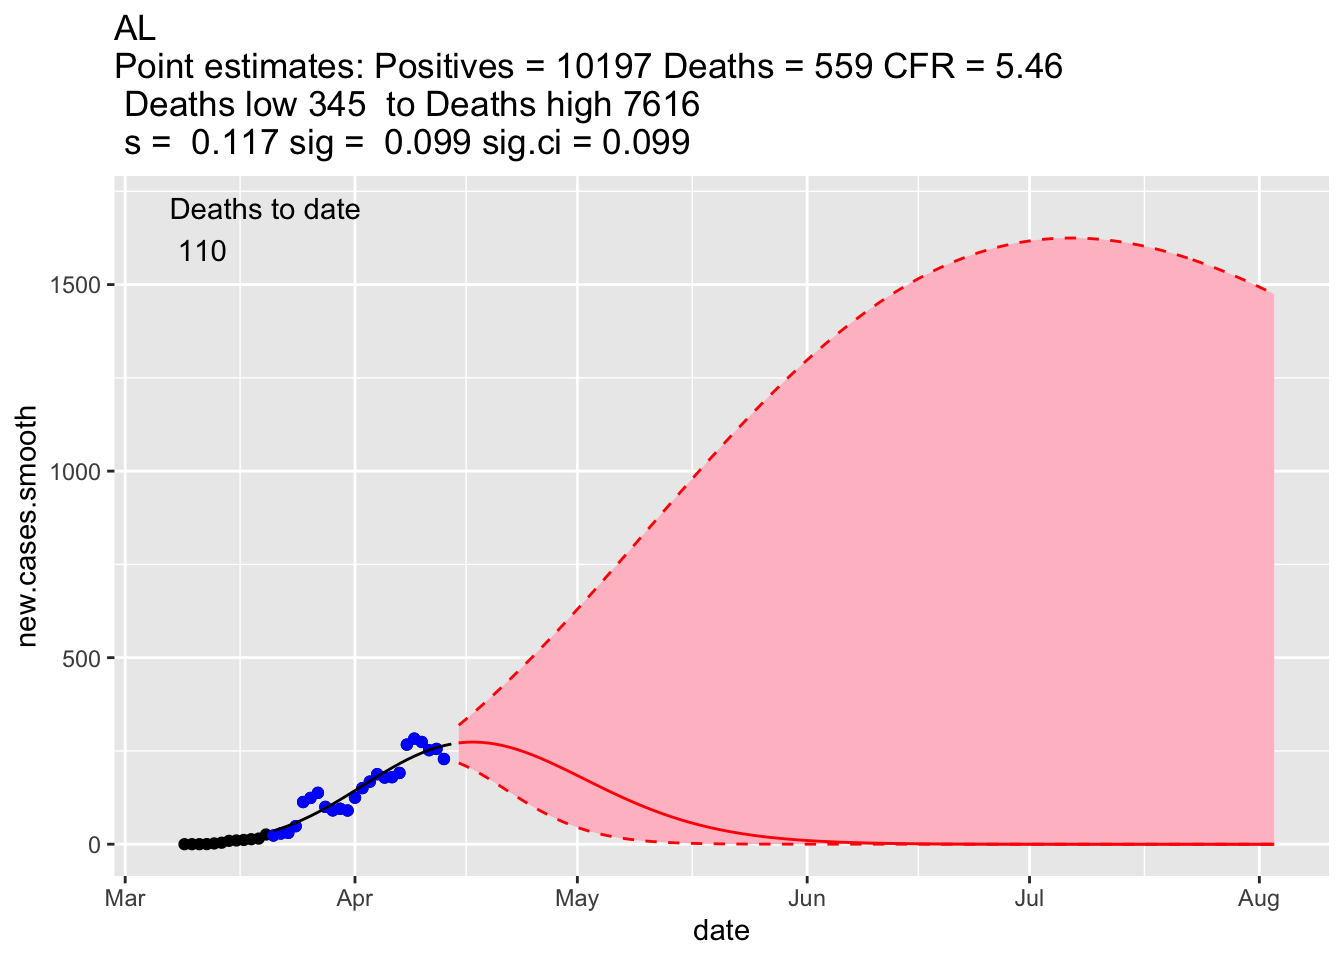 AL
Point estimates: Positives = 10197 Deaths = 559 CFR = 5.46
Deaths low 345  to Deaths high 7616
s =  0.117 sig =  0.099 sig.ci = 0.099
Deaths to date
110
1500
1000
500
0
new.cases.smooth
Mar Apr May Jun Jul Aug
date